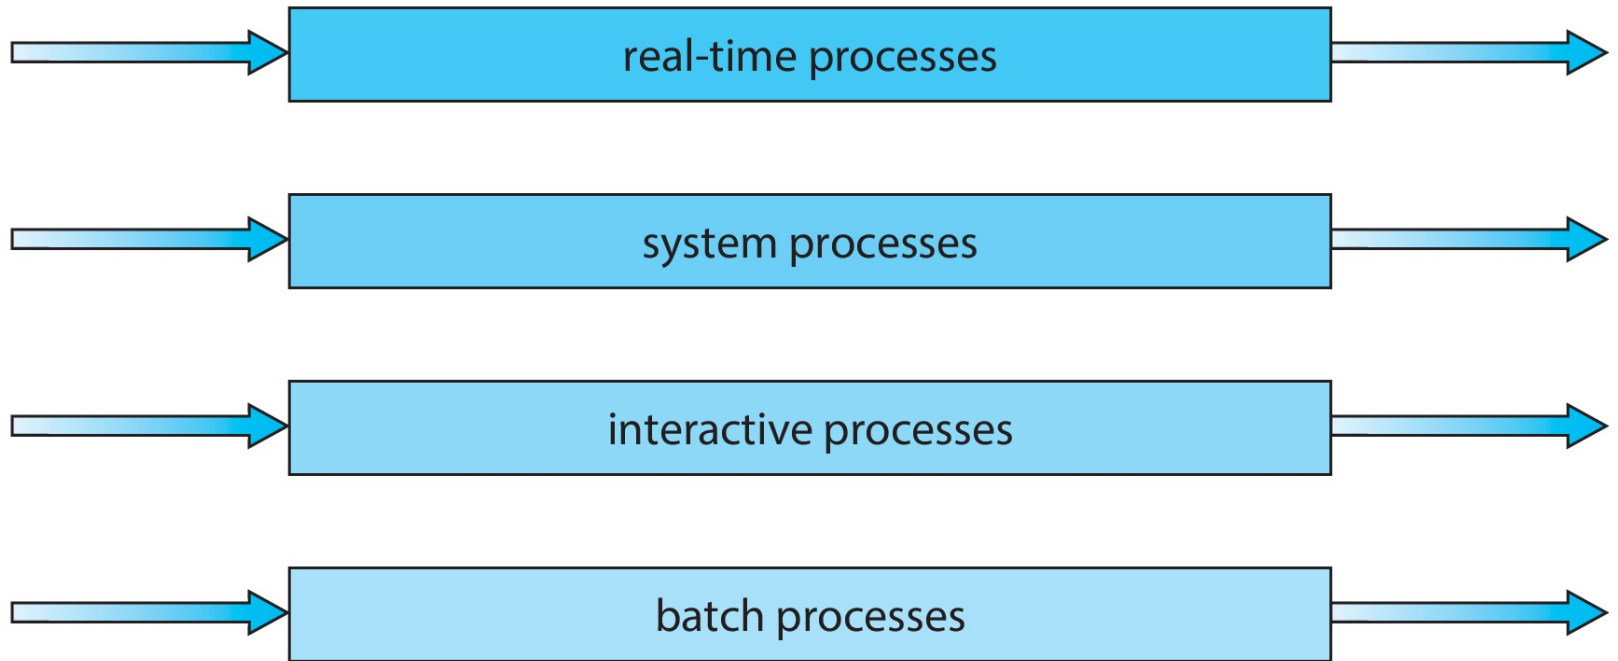 real-time processes
system processes
interactive processes
batch processes